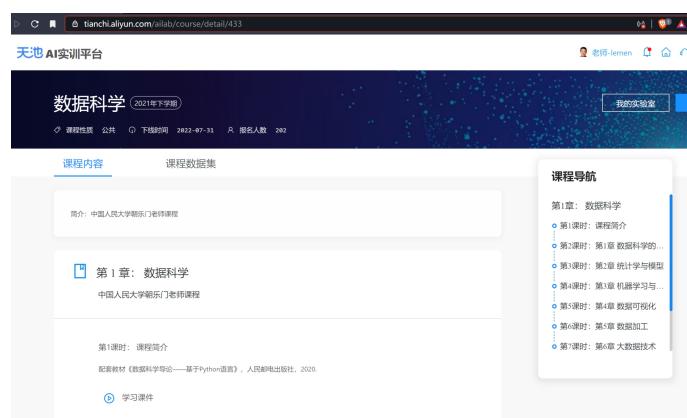 tianchi.aliyun.com/ailab/course/detail/433
天池 AI实训平台
老师-lemen
数据科学 2021年下学期
我的实验室
课程性质 公共 下线时间 2022-07-31 报名人数 202
课程内容 课程数据集
简介: 中国人民大学朝乐门老师课程
第 1 章: 数据科学
中国人民大学朝乐门老师课程
第1课时: 课程简介
配套教材《数据科学导论——基于Python语言》, 人民邮电出版社, 2020.
学习课件
课程导航
第1章: 数据科学
第1课时: 课程简介
第2课时: 第1章 数据科学的...
第3课时: 第2章 统计学与模型
第4课时: 第3章 机器学习与...
第5课时: 第4章 数据可视化
第6课时: 第5章 数据加工
第7课时: 第6章 大数据技术